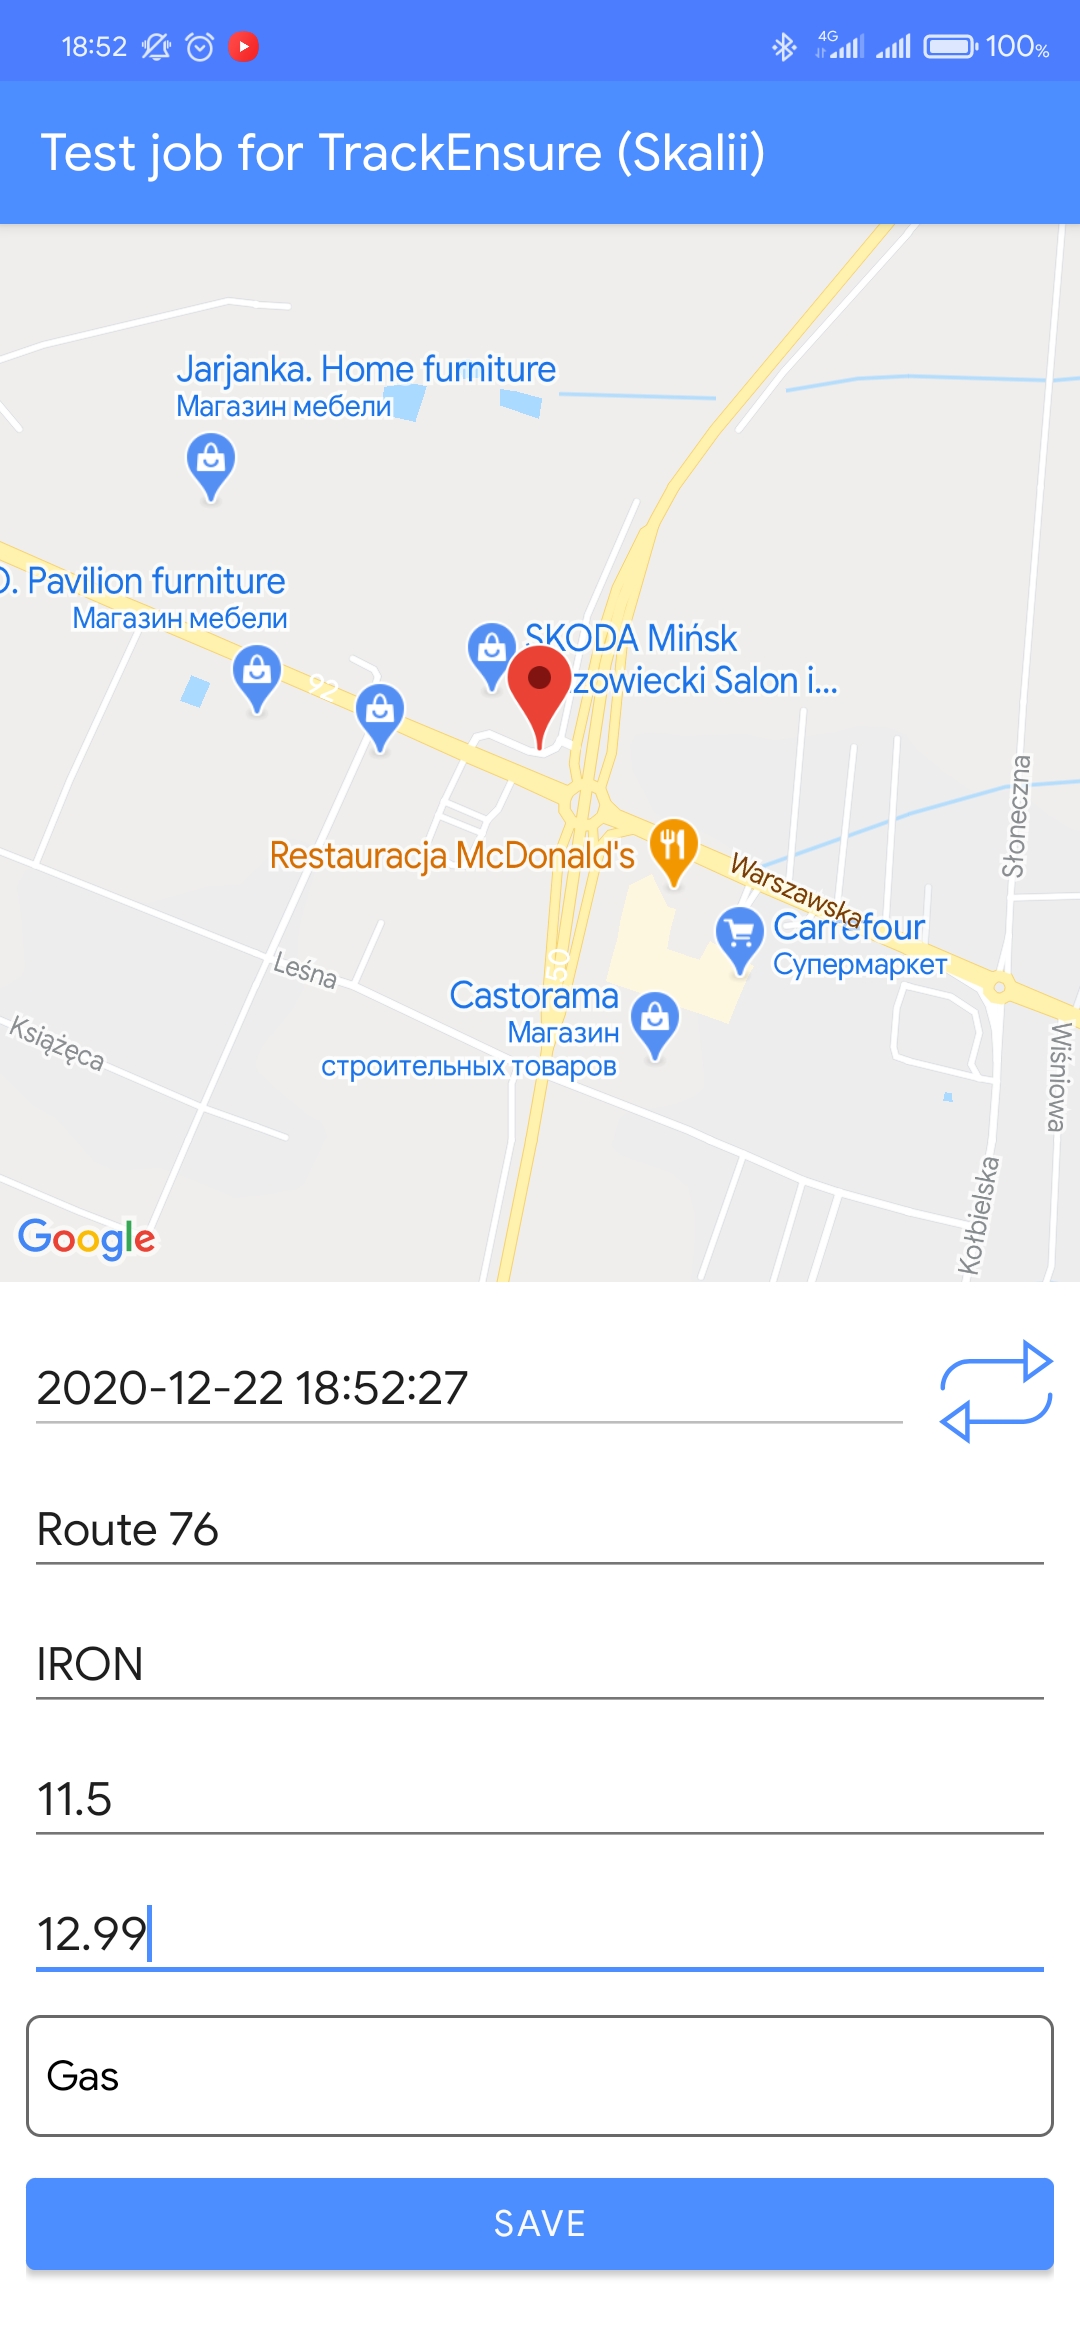 18:52
4G
100%
Test job for TrackEnsure (Skalii)
Jarjanka. Home furniture
Магазин мебели
. Pavilion furniture
Магазин мебели
92
SKODA Mińsk
zowiecki Salon i...
Słoneczna
Restauracja McDonald's
Warszawska
Carrefour
Супермаркет
50
Leśna
Castorama
Магазин
строительных товаров
Książęca
Wiśniowa
Kołbielska
Google
2020-12-22 18:52:27
Route 76
IRON
11.5
12.99
Gas
SAVE